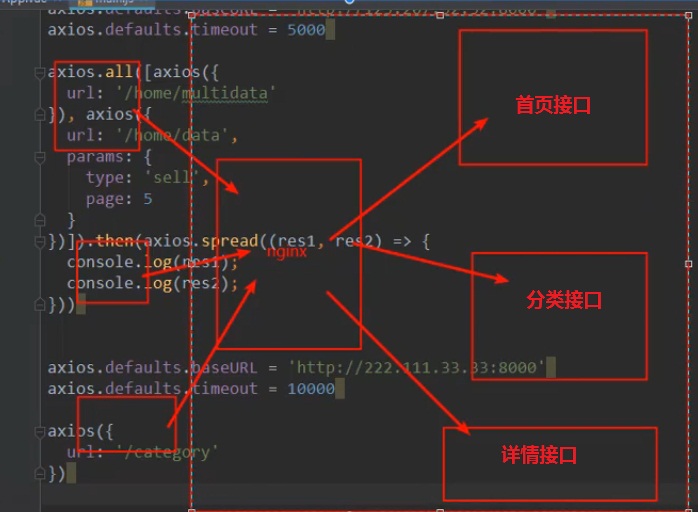 main.js
axios.defaults.timeout = 5000
axios.all([axios({
url: '/home/multidata'
}), axios({
url: '/home/data',
params: {
type: 'sell',
page: 5
}
})]).then(axios.spread((res1, res2) => {
console.log(res1);
console.log(res2);
}))
axios.defaults.baseURL = 'http://222.111.33.33:8000'
axios.defaults.timeout = 10000
axios({
url: '/category'
})
nginx
首页接口
分类接口
详情接口